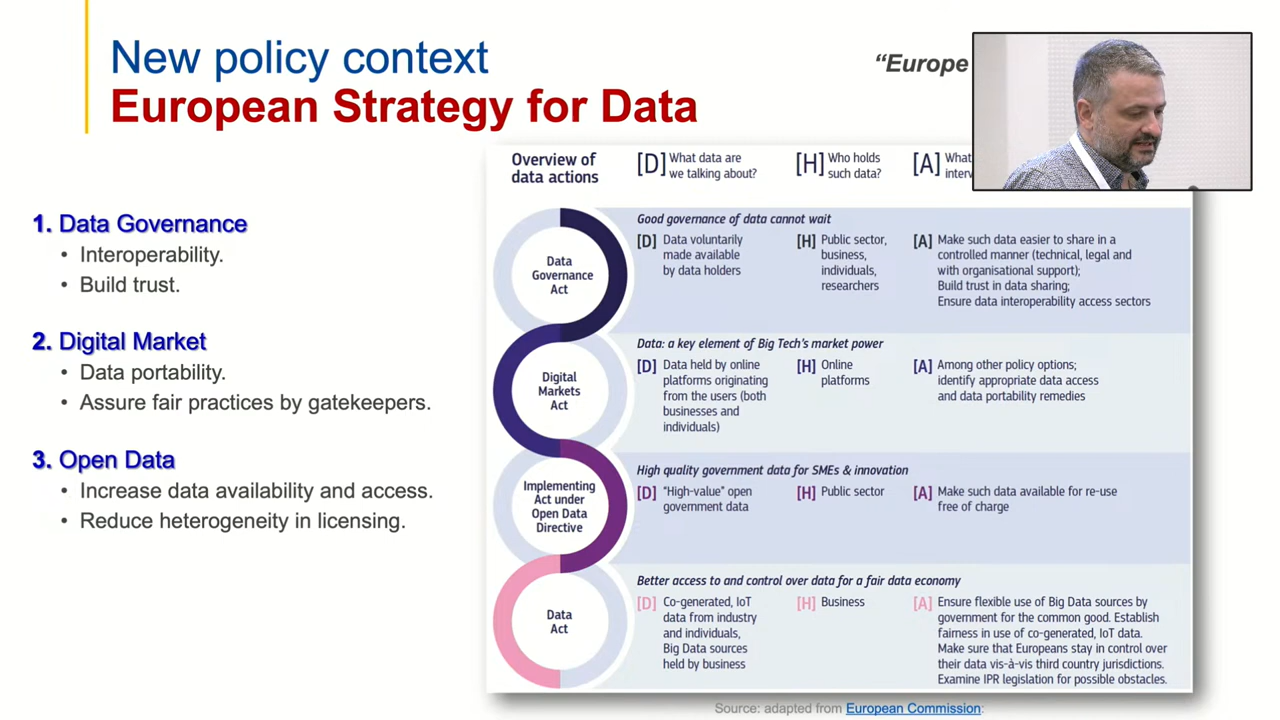 New policy context
European Strategy for Data
“Europe
1. Data Governance
• Interoperability.
• Build trust.
2. Digital Market
• Data portability.
• Assure fair practices by gatekeepers.
3. Open Data
• Increase data availability and access.
• Reduce heterogeneity in licensing.
Overview of
data actions
[D] What data are
we talking about?
[H] Who holds
such data?
[A] What
Data
Governance
Act
Good governance of data cannot wait
[D] Data voluntarily
made available
by data holders
[H] Public sector,
business,
individuals,
researchers
[A] Make such data easier to share in a
controlled manner (technical, legal and
with organisational support);
Build trust in data sharing;
Ensure data interoperability access sectors
Digital
Markets
Act
Data: a key element of Big Tech's market power
[D] Data held by online
platforms originating
from the users (both
businesses and
individuals)
[H] Online
platforms
[A] Among other policy options;
identify appropriate data access
and data portability remedies
Implementing
Act under
Open Data
Directive
High quality government data for SMEs & innovation
[D] “High-value” open
government data
[H] Public sector
[A] Make such data available for re-use
free of charge
Data
Act
Better access to and control over data for a fair data economy
[D] Co-generated, IoT
data from industry
and individuals,
Big Data sources
held by business
[H] Business
[A] Ensure flexible use of Big Data sources by
government for the common good. Establish
fairness in use of co-generated, IoT data.
Make sure that Europeans stay in control over
their data vis-à-vis third country jurisdictions.
Examine IPR legislation for possible obstacles.
Source: adapted from European Commission: